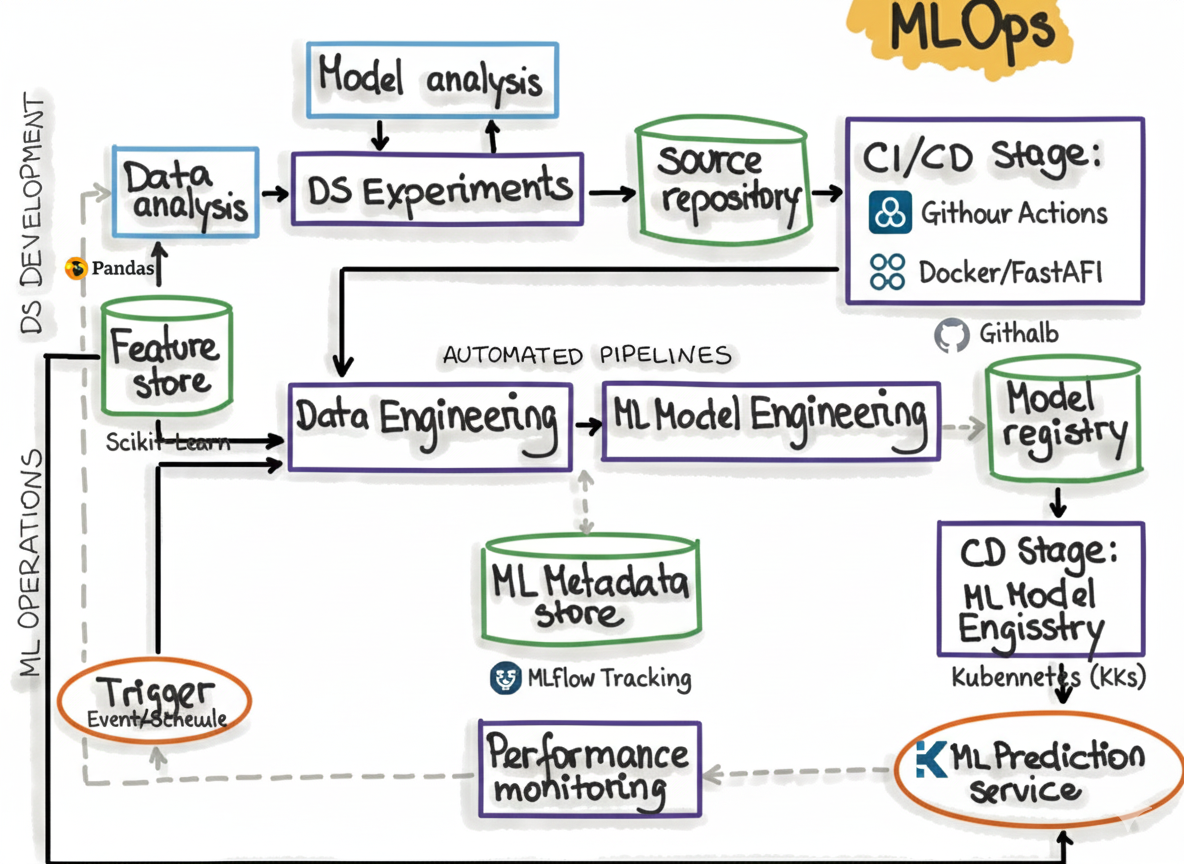 MLOps
DS DEVELOPMENT
Model analysis
Data
analysis
DS Experiments
Source
repository
CI/CD Stage:
Githour Actions
Docker/FastAFI
Pandas
Githalb
Feature
store
AUTOMATED PIPELINES
Scikit-Learn
Data Engineering
ML Model Engineering
Model
registry
ML OPERATIONS
ML Metadata
store
MLflow Tracking
CD Stage:
ML Model
Engisstry
Kubennetes (KKs)
Trigger
Event/Schewle
Performance
monitoring
K ML Prediction
service